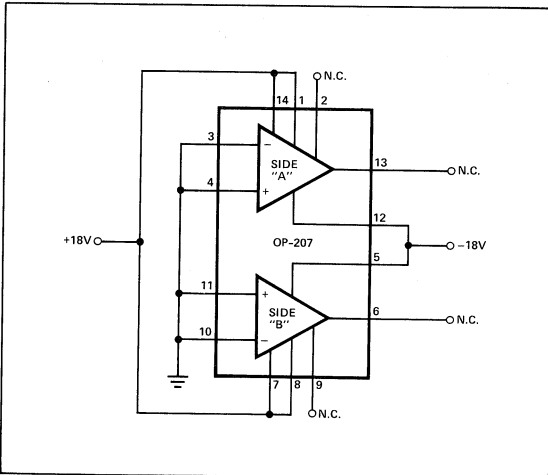 N.C.
14 1 2
3
13
SIDE
"A"
−
+
N.C.
4
12
+18V
OP-207
−18V
5
11
+
6
SIDE
"B"
N.C.
10
−
7 8 9
N.C.